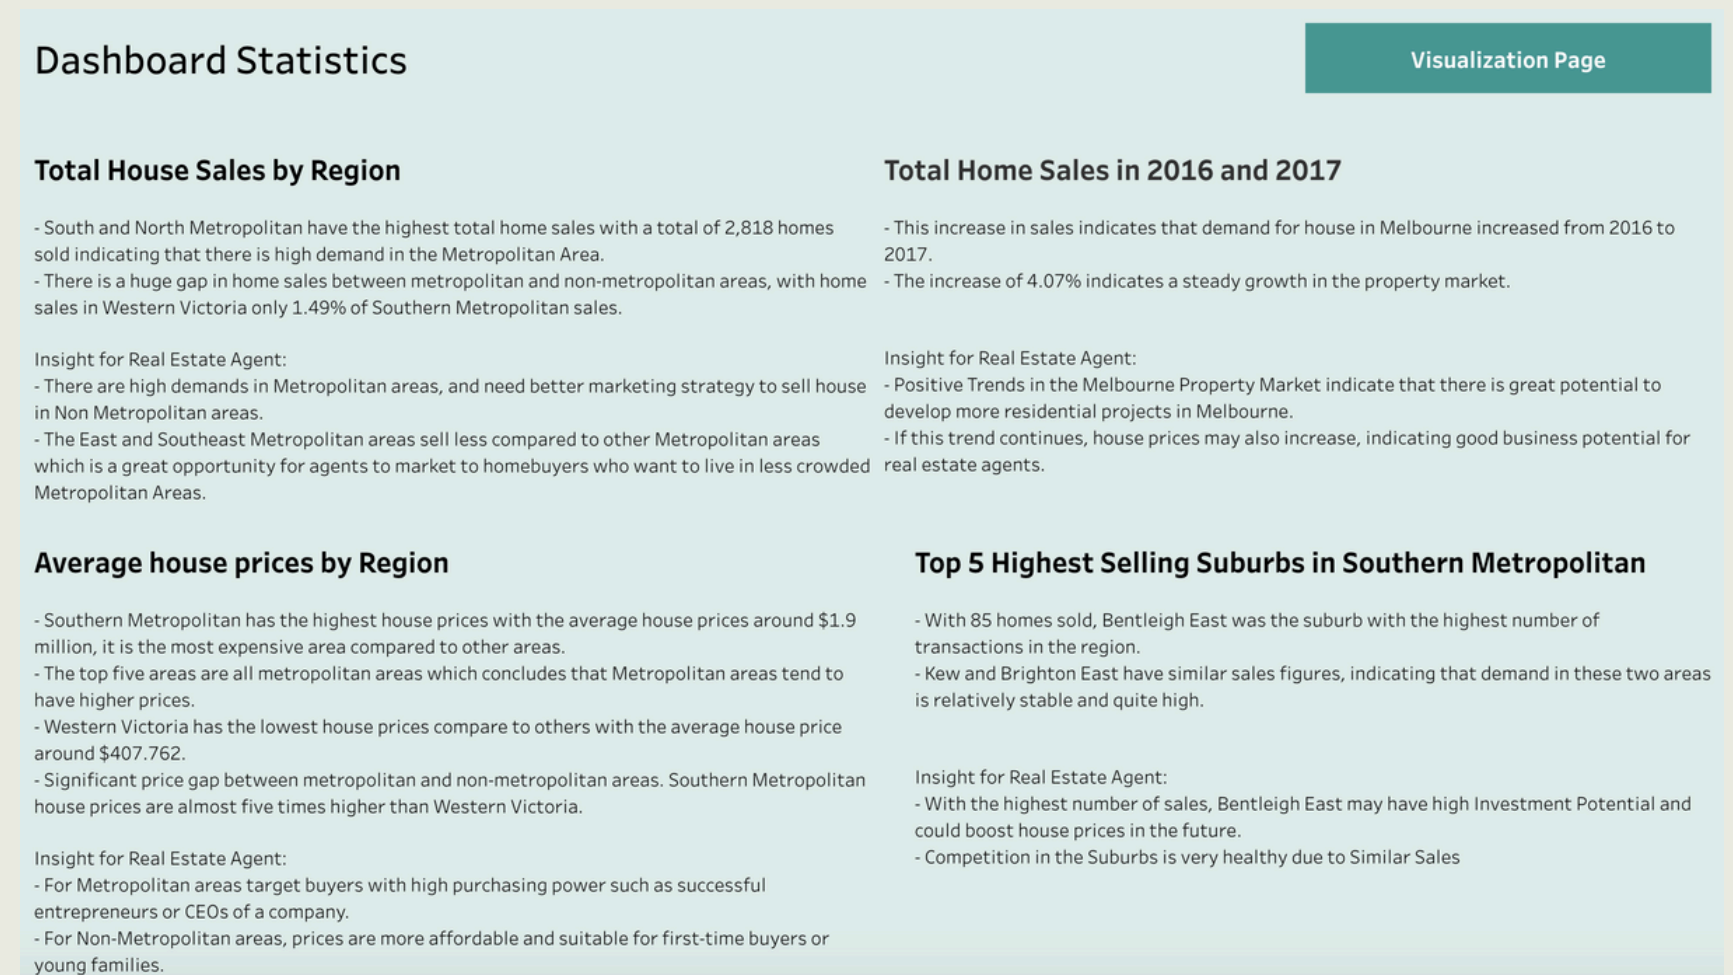 Dashboard Statistics
Visualization Page
Total House Sales by Region
- South and North Metropolitan have the highest total home sales with a total of 2,818 homes
sold indicating that there is high demand in the Metropolitan Area.
- There is a huge gap in home sales between metropolitan and non-metropolitan areas, with home
sales in Western Victoria only 1.49% of Southern Metropolitan sales.
Insight for Real Estate Agent:
- There are high demands in Metropolitan areas, and need better marketing strategy to sell house
in Non Metropolitan areas.
- The East and Southeast Metropolitan areas sell less compared to other Metropolitan areas
which is a great opportunity for agents to market to homebuyers who want to live in less crowded
Metropolitan Areas.
Total Home Sales in 2016 and 2017
- This increase in sales indicates that demand for house in Melbourne increased from 2016 to
2017.
- The increase of 4.07% indicates a steady growth in the property market.
Insight for Real Estate Agent:
- Positive Trends in the Melbourne Property Market indicate that there is great potential to
develop more residential projects in Melbourne.
- If this trend continues, house prices may also increase, indicating good business potential for
real estate agents.
Average house prices by Region
- Southern Metropolitan has the highest house prices with the average house prices around $1.9
million, it is the most expensive area compared to other areas.
- The top five areas are all metropolitan areas which concludes that Metropolitan areas tend to
have higher prices.
- Western Victoria has the lowest house prices compare to others with the average house price
around $407.762.
- Significant price gap between metropolitan and non-metropolitan areas. Southern Metropolitan
house prices are almost five times higher than Western Victoria.
Insight for Real Estate Agent:
- For Metropolitan areas target buyers with high purchasing power such as successful
entrepreneurs or CEOs of a company.
- For Non-Metropolitan areas, prices are more affordable and suitable for first-time buyers or
young families.
Top 5 Highest Selling Suburbs in Southern Metropolitan
- With 85 homes sold, Bentleigh East was the suburb with the highest number of
transactions in the region.
- Kew and Brighton East have similar sales figures, indicating that demand in these two areas
is relatively stable and quite high.
Insight for Real Estate Agent:
- With the highest number of sales, Bentleigh East may have high Investment Potential and
could boost house prices in the future.
- Competition in the Suburbs is very healthy due to Similar Sales